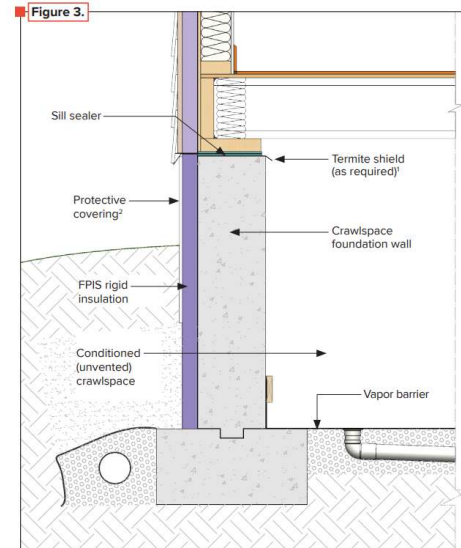 Figure 3.
Sill sealer
Termite shield
(as required)¹
Protective
covering²
Crawlspace
foundation wall
FPIS rigid
insulation
Conditioned
(unvented)
crawlspace
Vapor barrier